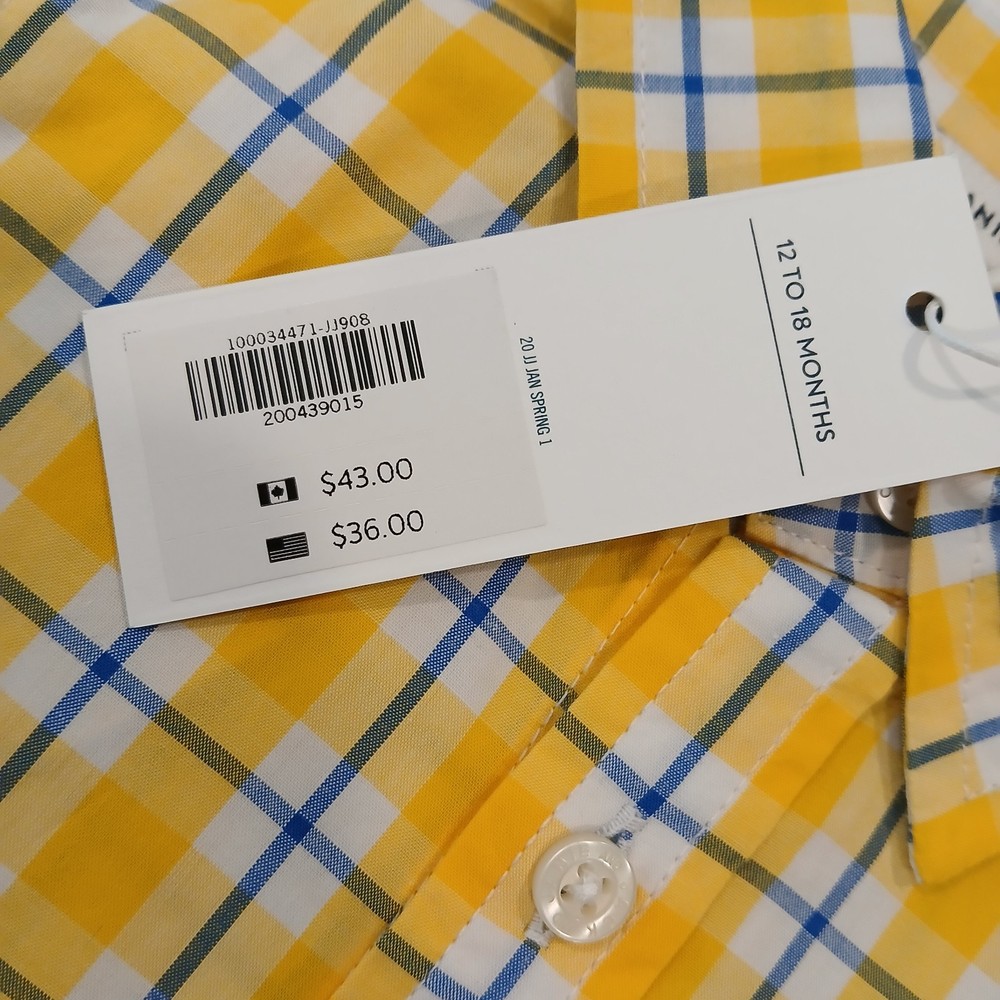 100034471-JJ908
200439015
$43.00
$36.00
20 JJ JAN SPRING 1
12 TO 18 MONTHS